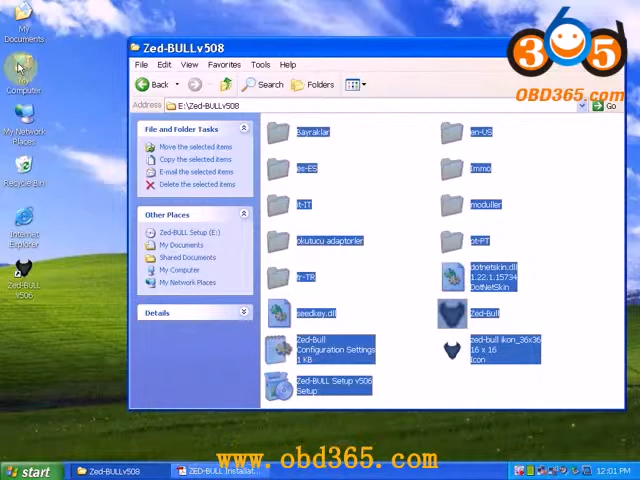 My
Documents
My
Computer
My Network
Places
Recycle Bin
Internet
Explorer
Zed-BULL
v506
Zed-BULLv508
File Edit View Favorites Tools Help
Back Search Folders
Address E:\Zed-BULLv508 Go
File and Folder Tasks
Move the selected items
Copy the selected items
E-mail the selected items
Delete the selected items
Other Places
Zed-BULL Setup (E:)
My Documents
Shared Documents
My Computer
My Network Places
Details
Bayraklar
en-US
es-ES
Immo
it-IT
moduller
okutucu adaptorler
pt-PT
tr-TR
dotnetskin.dll
1.22.1.15734
DotNetSkin
seedkey.dll
Zed-Bull
Zed-Bull
Configuration Settings
1 KB
zed-bull ikon_36x36
16 x 16
Icon
Zed-BULL Setup v506
Setup
365
OBD365.com
www.obd365.com
start Zed-BULLv508 ZED-BULL Installat... 12:01 PM